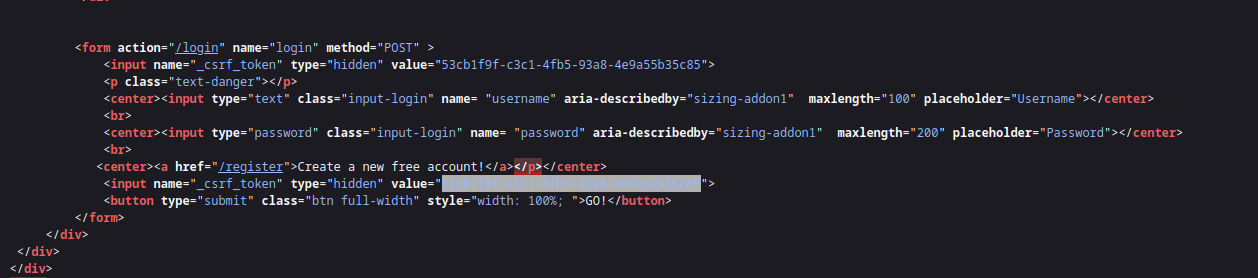 </div>
<form action="/login" name="login" method="POST" >
<input name="_csrf_token" type="hidden" value="53cb1f9f-c3c1-4fb5-93a8-4e9a55b35c85">
<p class="text-danger"></p>
<center><input type="text" class="input-login" name= "username" aria-describedby="sizing-addon1"  maxlength="100" placeholder="Username"></center>
<br>
<center><input type="password" class="input-login" name= "password" aria-describedby="sizing-addon1"  maxlength="200" placeholder="Password"></center>
<br>
<center><a href="/register">Create a new free account!</a></p></center>
<input name="_csrf_token" type="hidden" value="">
<button type="submit" class="btn full-width" style="width: 100%; ">GO!</button>
</form>
</div>
</div>
</div>